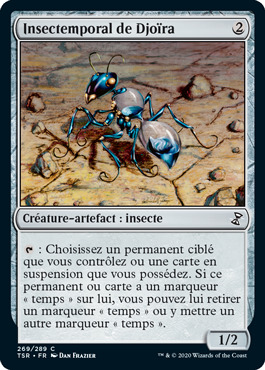 Insectemporal de Djoïra 2
Créature-artefact : insecte
: Choisissez un permanent ciblé
que vous contrôlez ou une carte en
suspension que vous possédez. Si ce
permanent ou carte a un marqueur
« temps » sur lui, vous pouvez lui retirer
un marqueur « temps » ou y mettre un
autre marqueur « temps ».
1/2
269/289 C
TSR • FR Dan Frazier
™ & © 2020 Wizards of the Coast